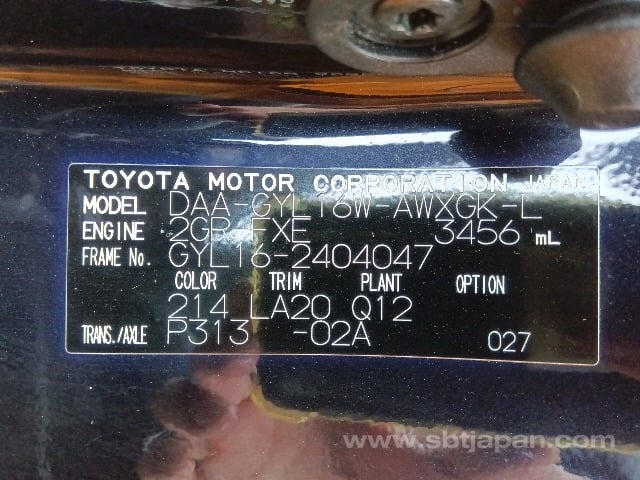 TOYOTA MOTOR CORPORATION JAPAN
MODEL DAA-GYL16W-AWXGK-L
ENGINE 2GR-FXE 3456 mL
FRAME No. GYL16-2404047
COLOR TRIM PLANT OPTION
214 LA20 Q12
TRANS./AXLE P313 -02A 027
www.sbtjapan.com